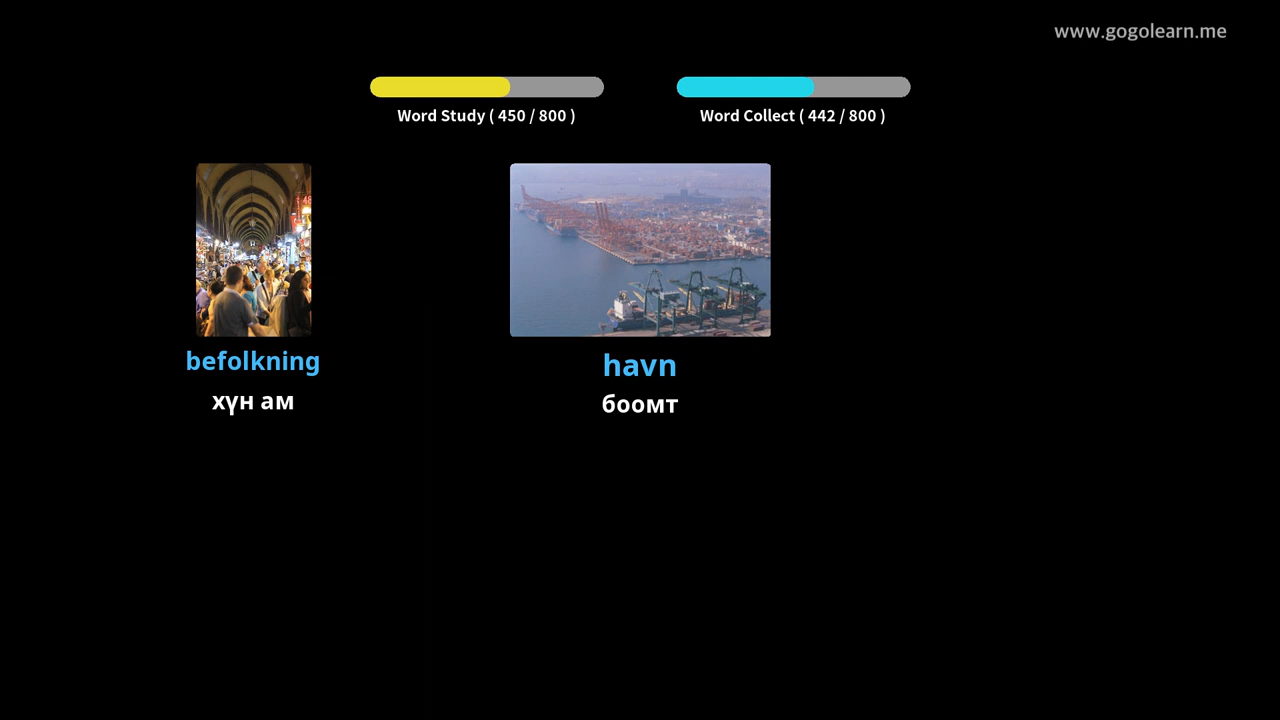 www.gogolearn.me
Word Study ( 450 / 800 )
Word Collect ( 442 / 800 )
befolkning
хүн ам
havn
боомт